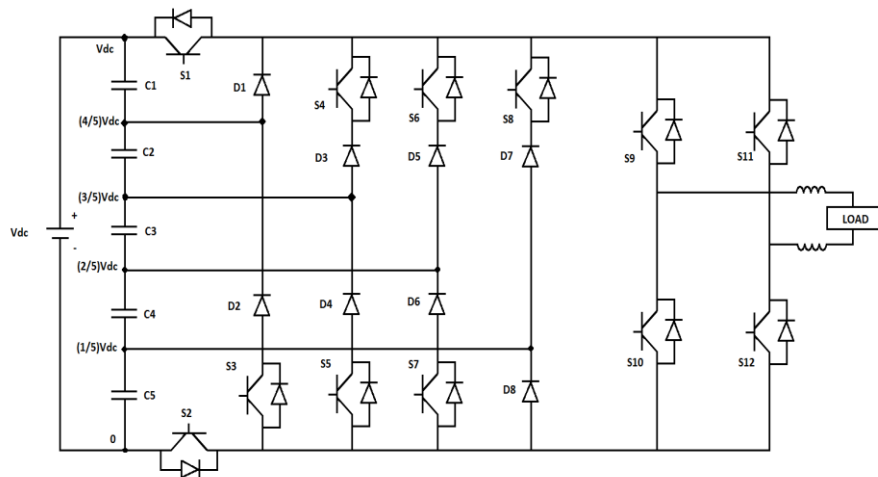 Vdc
S1
C1
D1
S4
S6
S8
(4/5)Vdc
C2
D3
D5
D7
S9
S11
(3/5)Vdc
LOAD
Vdc
+
-
C3
(2/5)Vdc
C4
D2
D4
D6
(1/5)Vdc
S3
S5
S7
S10
S12
C5
D8
S2
0